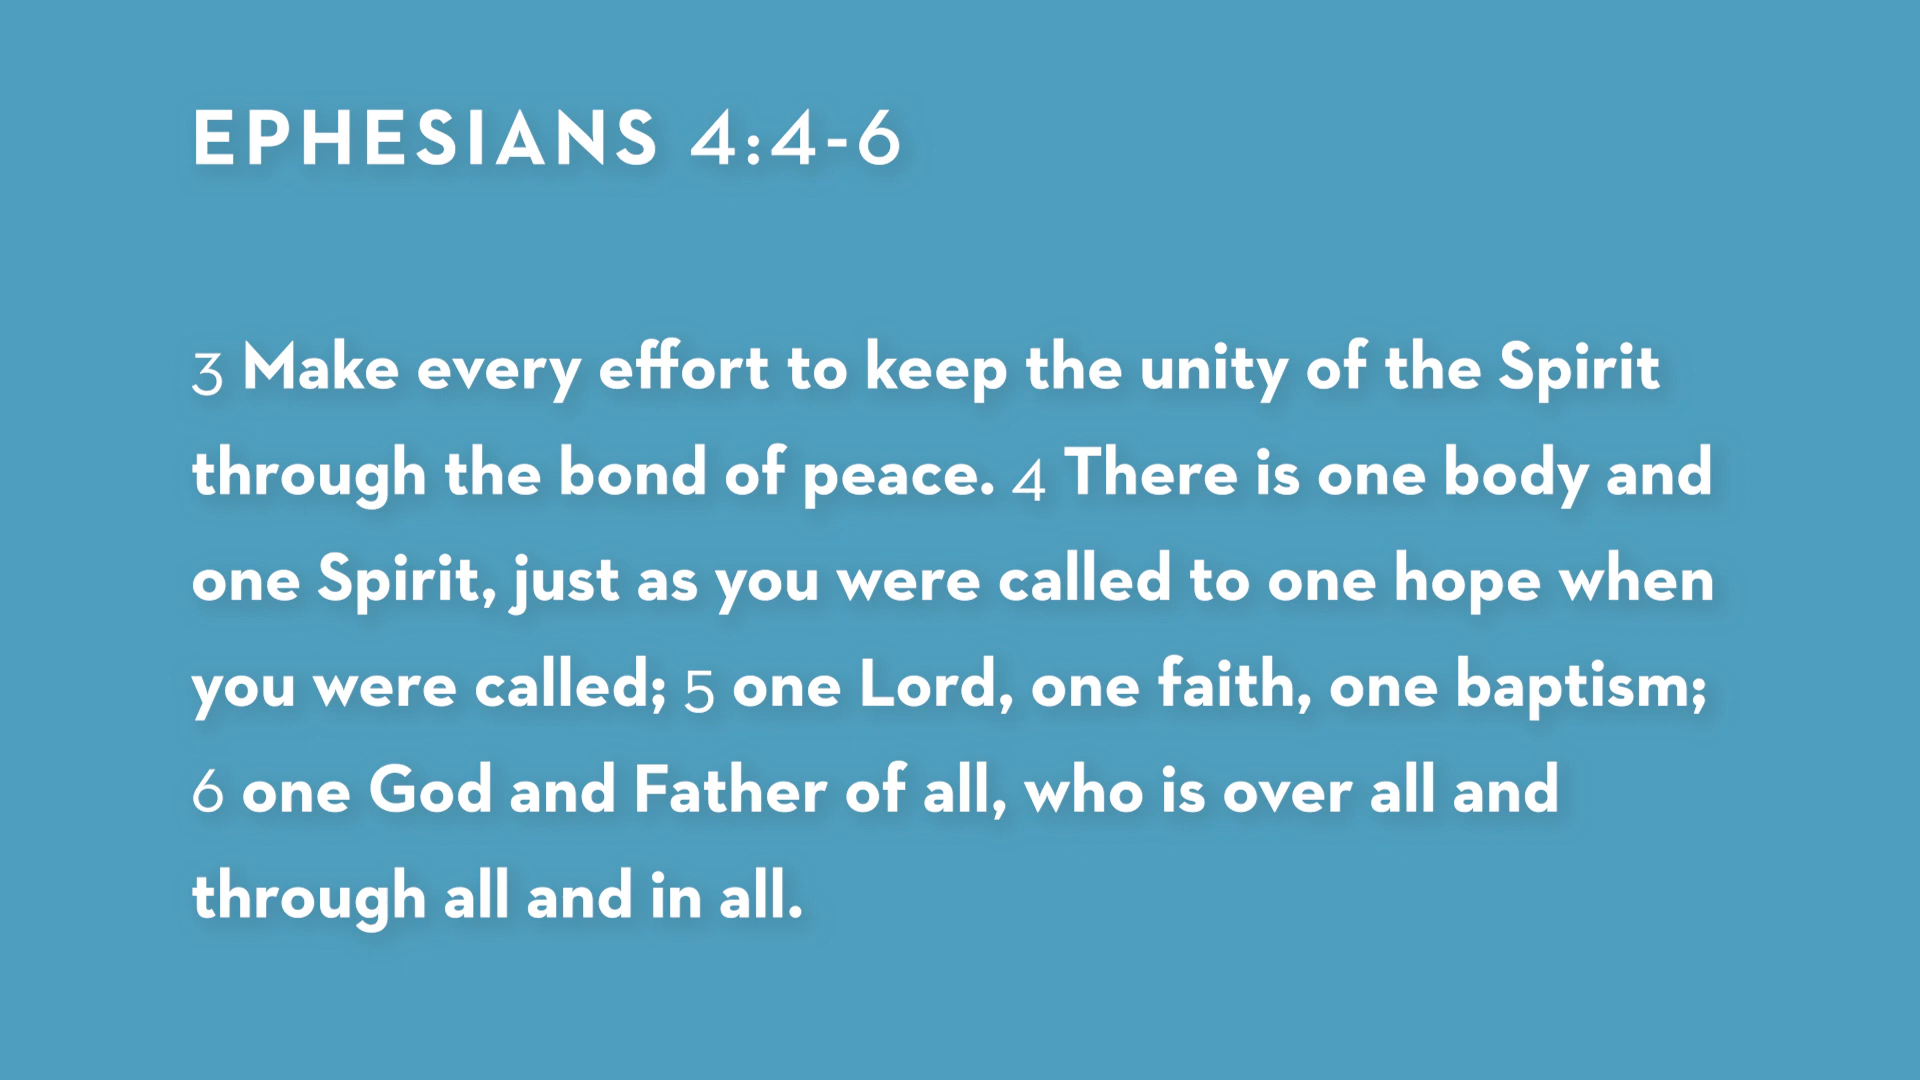 EPHESIANS 4:4-6
3 Make every effort to keep the unity of the Spirit
through the bond of peace. 4 There is one body and
one Spirit, just as you were called to one hope when
you were called; 5 one Lord, one faith, one baptism;
6 one God and Father of all, who is over all and
through all and in all.